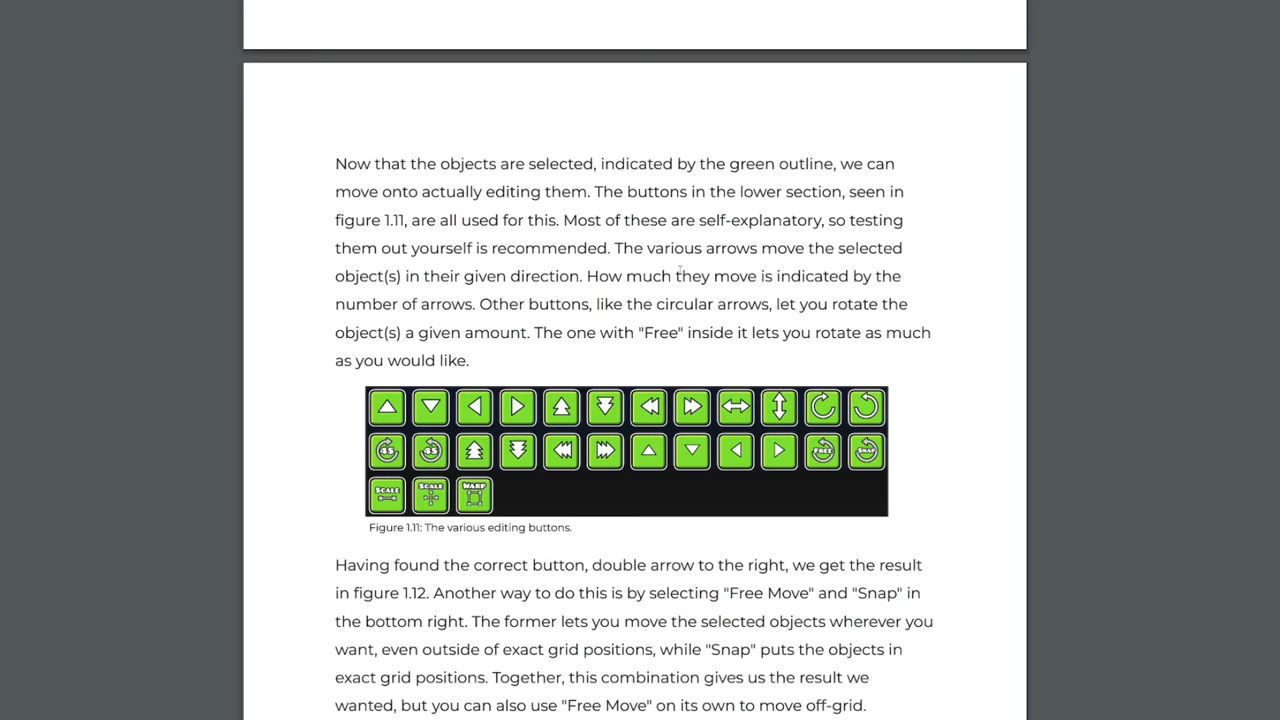 Now that the objects are selected, indicated by the green outline, we can
move onto actually editing them. The buttons in the lower section, seen in
figure 1.11, are all used for this. Most of these are self-explanatory, so testing
them out yourself is recommended. The various arrows move the selected
object(s) in their given direction. How much they move is indicated by the
number of arrows. Other buttons, like the circular arrows, let you rotate the
object(s) a given amount. The one with "Free" inside it lets you rotate as much
as you would like.
45 45 FREE SNAP
SCALE SCALE WARP
Figure 1.11: The various editing buttons.
Having found the correct button, double arrow to the right, we get the result
in figure 1.12. Another way to do this is by selecting "Free Move" and "Snap" in
the bottom right. The former lets you move the selected objects wherever you
want, even outside of exact grid positions, while "Snap" puts the objects in
exact grid positions. Together, this combination gives us the result we
wanted, but you can also use "Free Move" on its own to move off-grid.